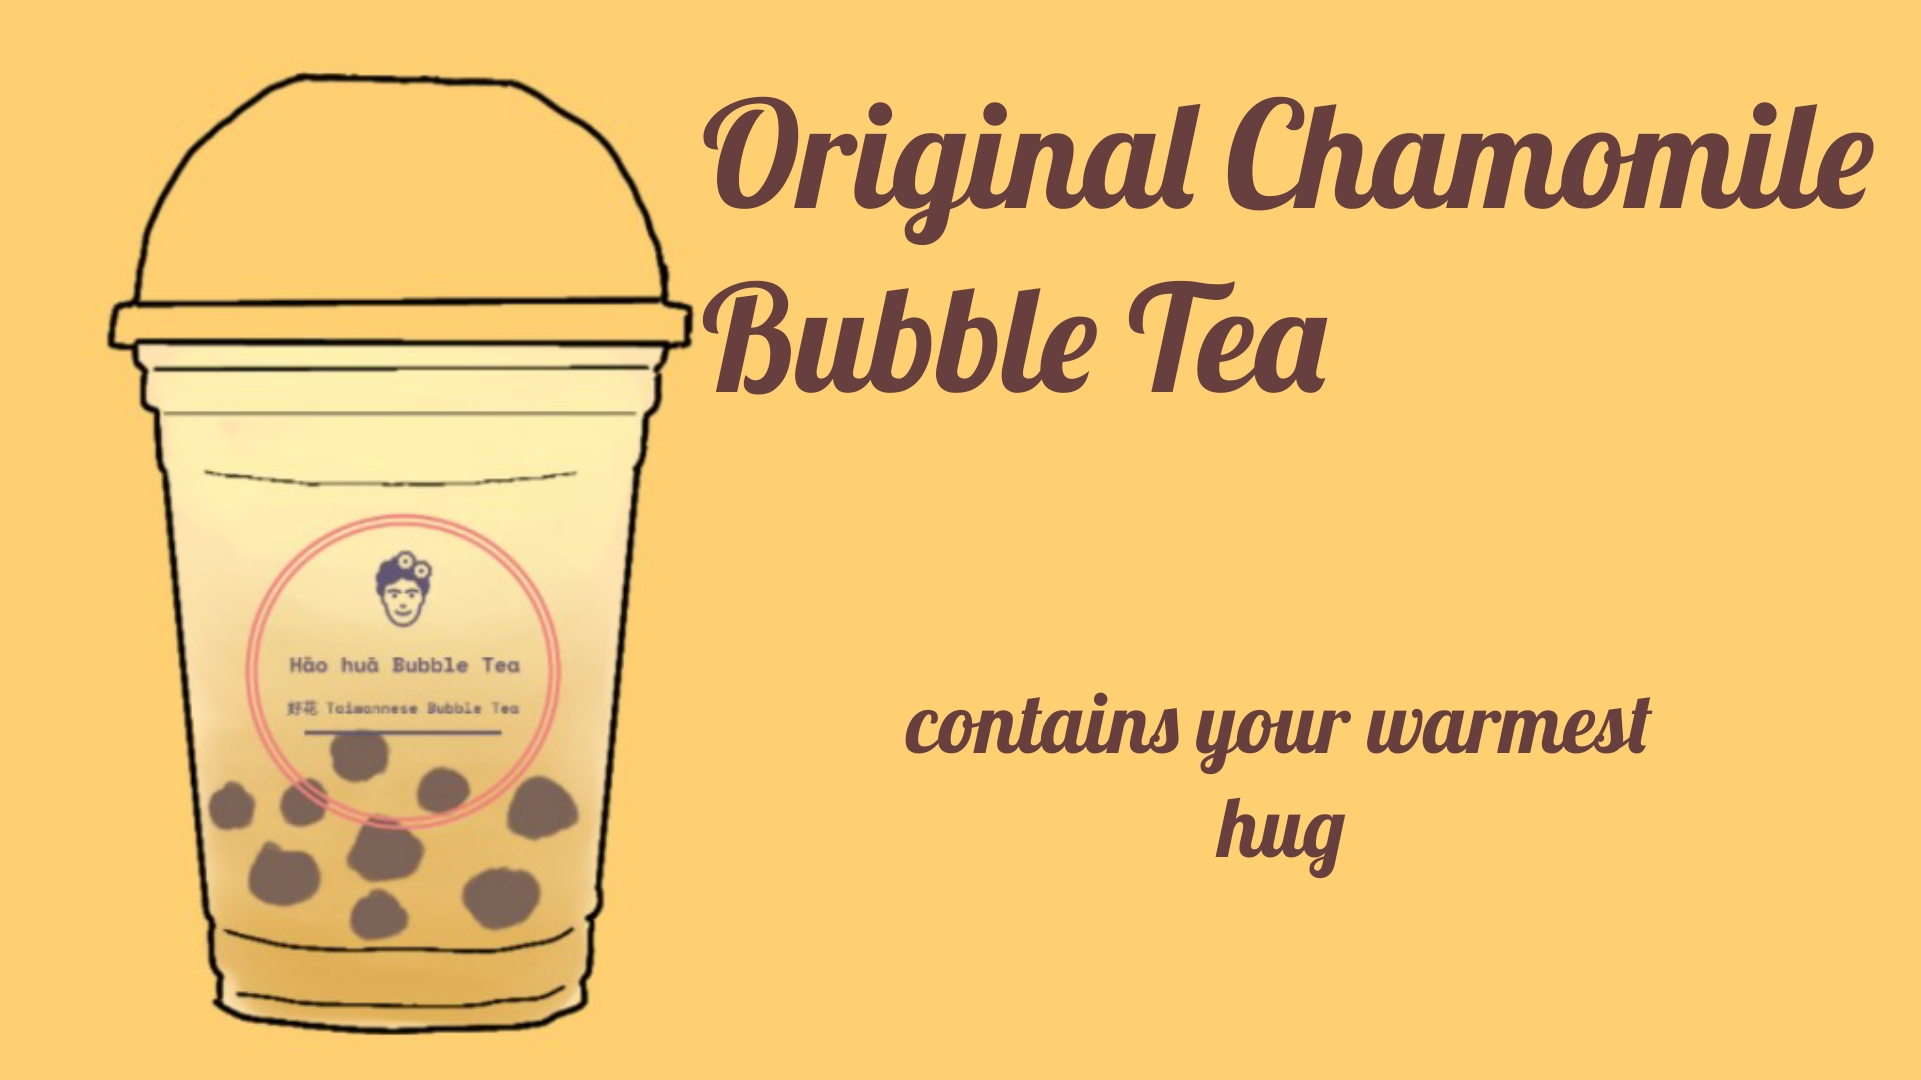 Original Chamomile
Bubble Tea
Hāo huā Bubble Tea
好花 Taiwannese Bubble Tea
contains your warmest
hug